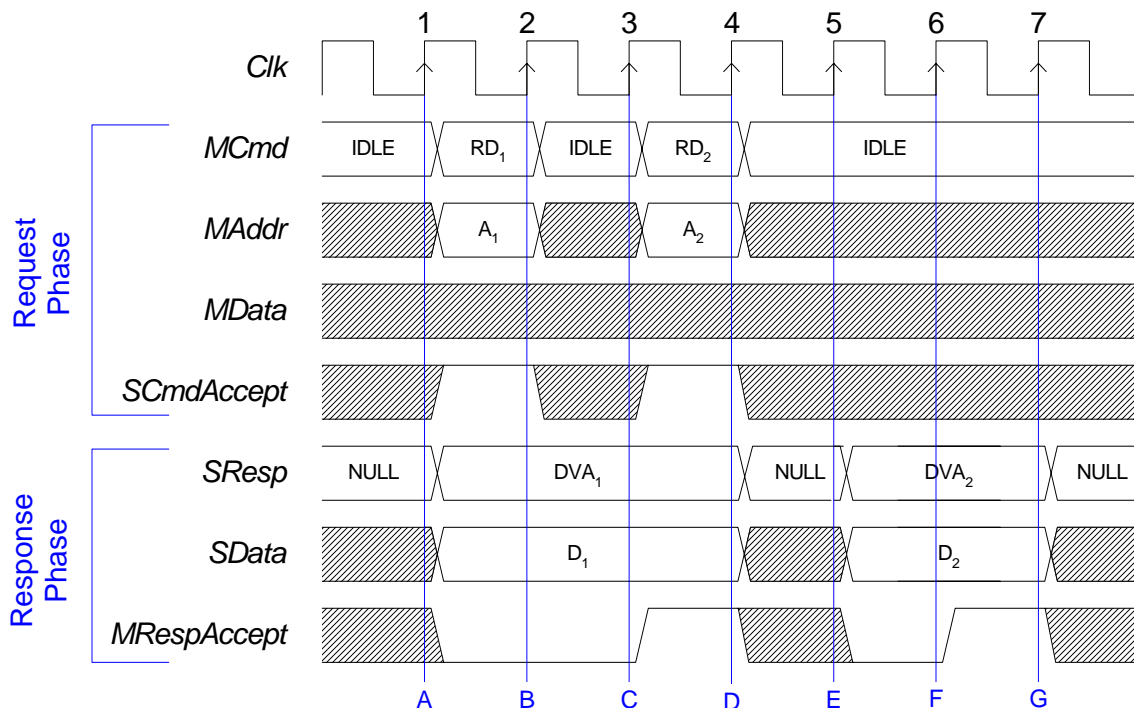 1 2 3 4 5 6 7
Clk
Request Phase
MCmd IDLE RD₁ IDLE RD₂ IDLE
MAddr A₁ A₂
MData
SCmdAccept
Response Phase
SResp NULL DVA₁ NULL DVA₂ NULL
SData D₁ D₂
MRespAccept
A B C D E F G